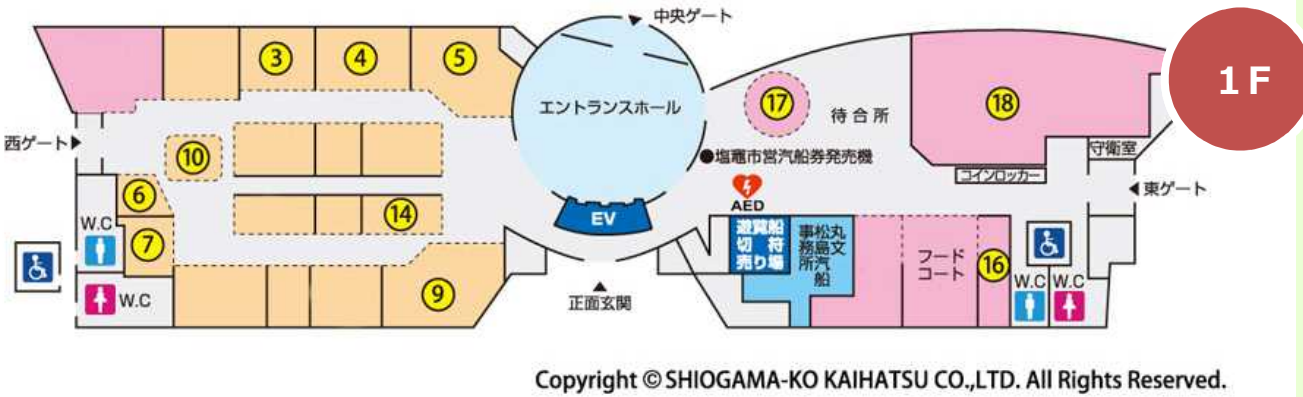 中央ゲート
1F
3
4
5
エントランスホール
17
待合所
18
西ゲート
10
●塩竈市営汽船券発売機
守衛室
コインロッカー
東ゲート
6
AED
14
EV
W.C
7
遊覧船
切符
売り場
丸文
松島汽船
事務所
フード
コート
16
W.C
9
正面玄関
W.C
W.C
Copyright © SHIOGAMA-KO KAIHATSU CO.,LTD. All Rights Reserved.